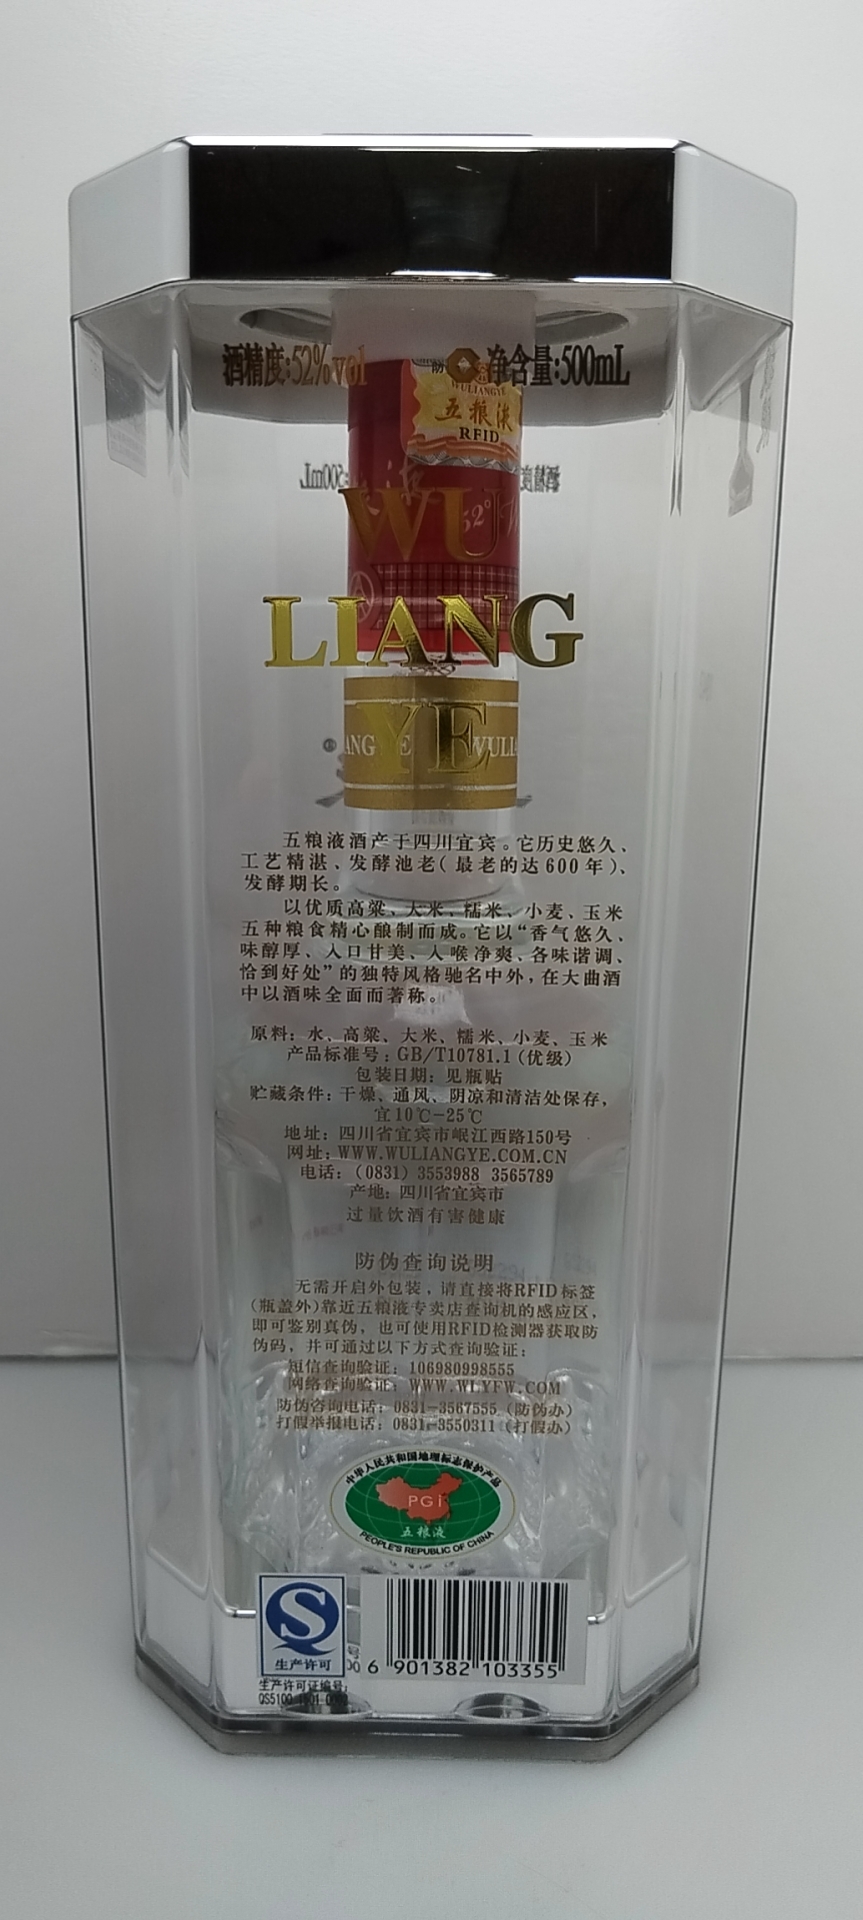 酒精度:52%vol 净含量:500mL
WULIANGYE
五粮液
RFID
WU
LIANG
YE
五粮液酒产于四川宜宾。它历史悠久、
工艺精湛、发酵池老(最老的达600年)、
发酵期长。
以优质高粱、大米、糯米、小麦、玉米
五种粮食精心酿制而成。它以“香气悠久、
味醇厚、入口甘美、入喉净爽、各味谐调、
恰到好处”的独特风格驰名中外,在大曲酒
中以酒味全面而著称。
原料:水、高粱、大米、糯米、小麦、玉米
产品标准号:GB/T10781.1(优级)
包装日期:见瓶贴
贮藏条件:干燥、通风、阴凉和清洁处保存,
宜10℃-25℃
地址:四川省宜宾市岷江西路150号
网址:WWW.WULIANGYE.COM.CN
电话:(0831) 3553988 3565789
产地:四川省宜宾市
过量饮酒有害健康
防伪查询说明
无需开启外包装,请直接将RFID标签
(瓶盖外)靠近五粮液专卖店查询机的感应区,
即可鉴别真伪,也可使用RFID检测器获取防
伪码,并可通过以下方式查询验证:
短信查询验证:106980998555
网络查询验证:WWW.WLYFW.COM
防伪咨询电话:0831-3567555(防伪办)
打假举报电话:0831-3550311(打假办)
中华人民共和国地理标志保护产品
PGI
五粮液
PEOPLE'S REPUBLIC OF CHINA
生产许可
6 901382 103355
生产许可证编号: